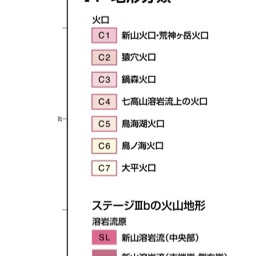 火口
C1 新山火口・荒神ヶ岳火口
C2 猿穴火口
C3 鍋森火口
C4 七高山溶岩流上の火口
C5 鳥海湖火口
C6 鳥ノ海火口
C7 大平火口
ステージⅢbの火山地形
溶岩流原
SL 新山溶岩流（中央部）